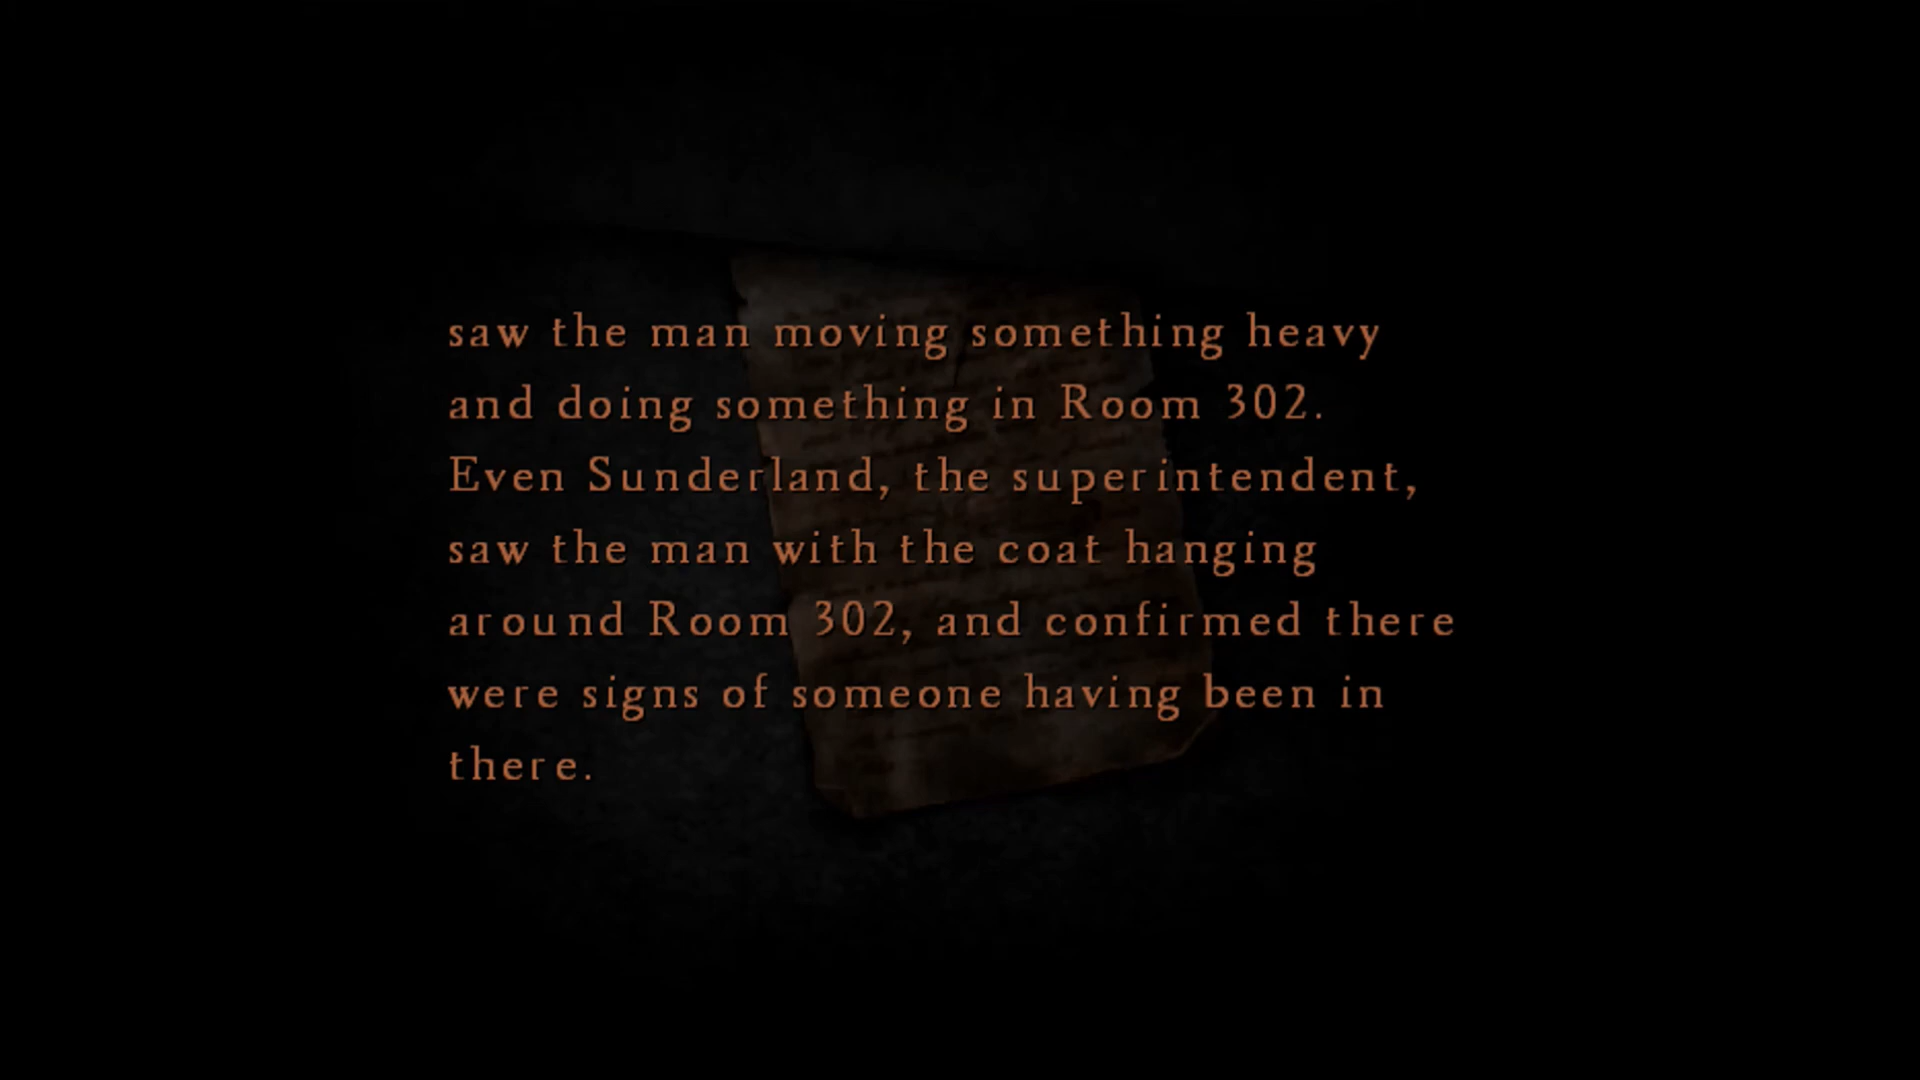 saw the man moving something heavy
and doing something in Room 302.
Even Sunderland, the superintendent,
saw the man with the coat hanging
around Room 302, and confirmed there
were signs of someone having been in
there.